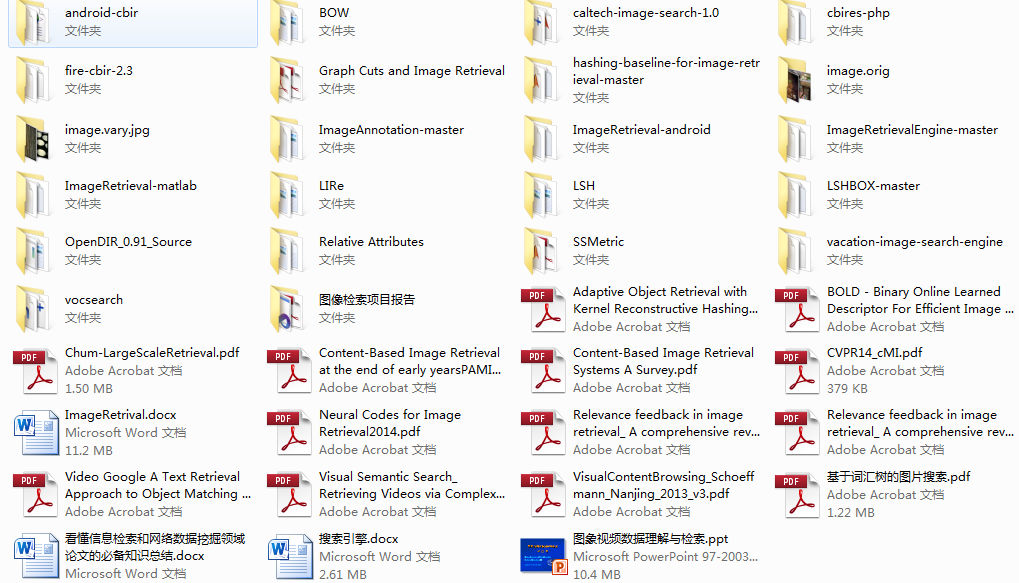 android-cbir
文件夹
BOW
文件夹
caltech-image-search-1.0
文件夹
cbires-php
文件夹
fire-cbir-2.3
文件夹
Graph Cuts and Image Retrieval
文件夹
hashing-baseline-for-image-retr
ieval-master
文件夹
image.orig
文件夹
image.vary.jpg
文件夹
ImageAnnotation-master
文件夹
ImageRetrieval-android
文件夹
ImageRetrievalEngine-master
文件夹
ImageRetrieval-matlab
文件夹
LIRe
文件夹
LSH
文件夹
LSHBOX-master
文件夹
OpenDIR_0.91_Source
文件夹
Relative Attributes
文件夹
SSMetric
文件夹
vacation-image-search-engine
文件夹
vocsearch
文件夹
图像检索项目报告
文件夹
Adaptive Object Retrieval with
Kernel Reconstructive Hashing...
Adobe Acrobat 文档
BOLD - Binary Online Learned
Descriptor For Efficient Image ...
Adobe Acrobat 文档
Chum-LargeScaleRetrieval.pdf
Adobe Acrobat 文档
1.50 MB
Content-Based Image Retrieval
at the end of early yearsPAMI...
Adobe Acrobat 文档
Content-Based Image Retrieval
Systems A Survey.pdf
Adobe Acrobat 文档
CVPR14_cMI.pdf
Adobe Acrobat 文档
379 KB
ImageRetrival.docx
Microsoft Word 文档
11.2 MB
Neural Codes for Image
Retrieval2014.pdf
Adobe Acrobat 文档
Relevance feedback in image
retrieval_ A comprehensive rev...
Adobe Acrobat 文档
Relevance feedback in image
retrieval_ A comprehensive rev...
Adobe Acrobat 文档
Video Google A Text Retrieval
Approach to Object Matching ...
Adobe Acrobat 文档
Visual Semantic Search_
Retrieving Videos via Complex...
Adobe Acrobat 文档
VisualContentBrowsing_Schoeff
mann_Nanjing_2013_v3.pdf
Adobe Acrobat 文档
基于词汇树的图片搜索.pdf
Adobe Acrobat 文档
1.22 MB
看懂信息检索和网络数据挖掘领域
论文的必备知识总结.docx
Microsoft Word 文档
搜索引擎.docx
Microsoft Word 文档
2.61 MB
图象视频数据理解与检索.ppt
Microsoft PowerPoint 97-2003...
10.4 MB